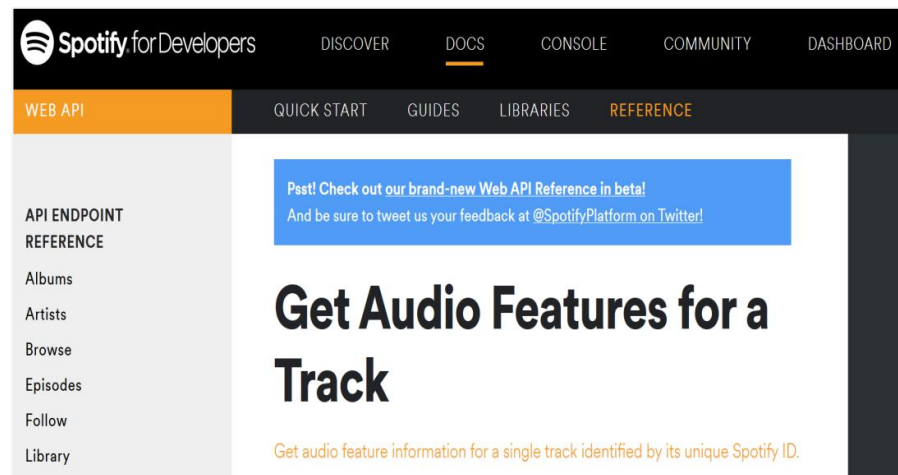 Spotify for Developers DISCOVER DOCS CONSOLE COMMUNITY DASHBOARD
WEB API QUICK START GUIDES LIBRARIES REFERENCE
Psst! Check out our brand-new Web API Reference in beta!
And be sure to tweet us your feedback at @SpotifyPlatform on Twitter!
API ENDPOINT
REFERENCE
Albums
Artists
Browse
Episodes
Follow
Library
Get Audio Features for a
Track
Get audio feature information for a single track identified by its unique Spotify ID.